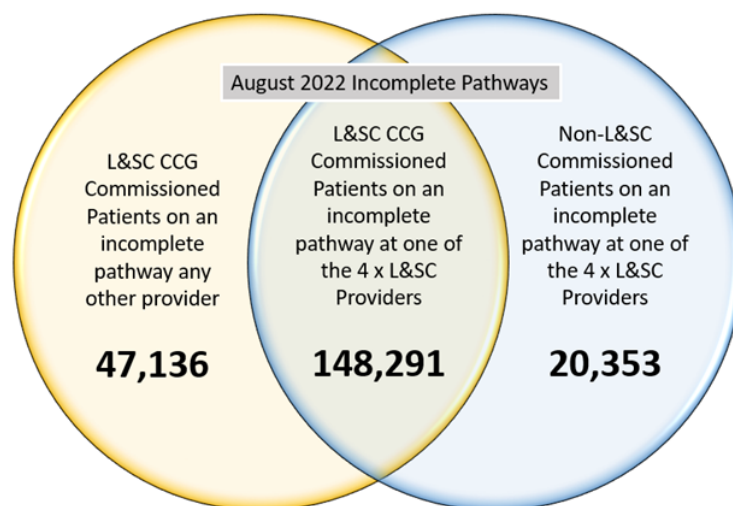 August 2022 Incomplete Pathways
L&SC CCG
Commissioned
Patients on an
incomplete
pathway any
other provider
47,136
L&SC CCG
Commissioned
Patients on an
incomplete
pathway at one of
the 4 x L&SC
Providers
148,291
Non-L&SC
Commissioned
Patients on an
incomplete
pathway at one of
the 4 x L&SC
Providers
20,353